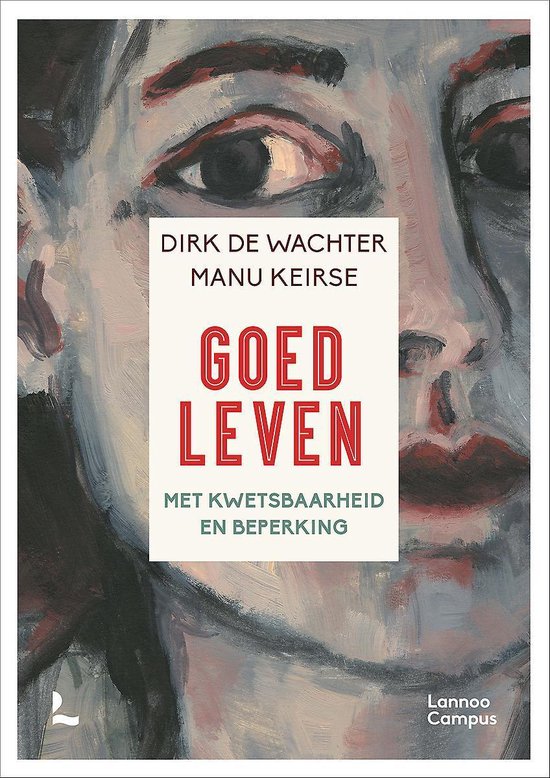 DIRK DE WACHTER
MANU KEIRSE
GOED
LEVEN
MET KWETSBAARHEID
EN BEPERKING
Lannoo
Campus